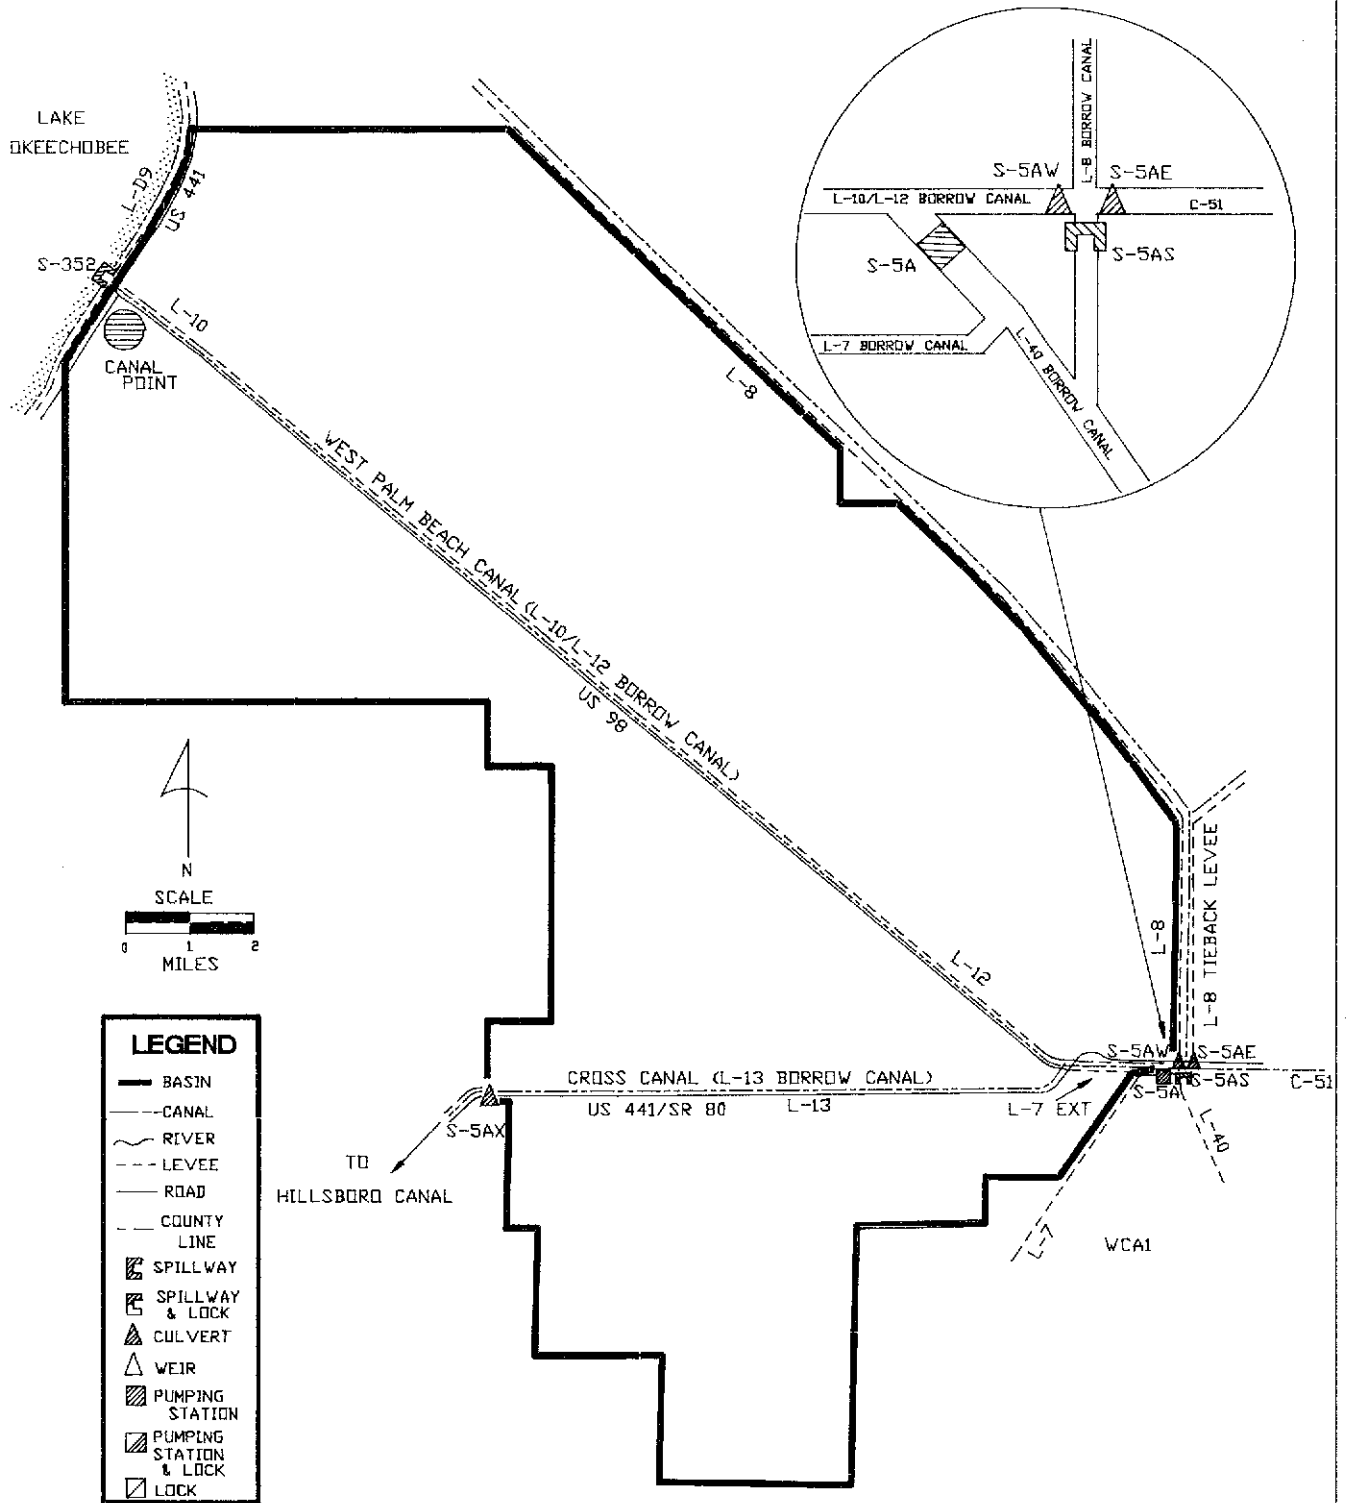 LAKE
OKEECHOBEE
L-D9
US 441
S-352
L-10
CANAL
POINT
L-8
WEST PALM BEACH CANAL (L-10/L-12 BORROW CANAL)
US 98
L-8 BORROW CANAL
S-5AW
S-5AE
L-10/L-12 BORROW CANAL
C-51
S-5A
S-5AS
L-7 BORROW CANAL
L-40 BORROW CANAL
N
SCALE
0 1 2
MILES
L-12
L-8
L-8 TIEBACK LEVEE
S-5AW
S-5AE
S-5A
S-5AS
C-51
CROSS CANAL (L-13 BORROW CANAL)
US 441/SR 80
L-13
L-7 EXT
L-40
S-5AX
TO
HILLSBORO CANAL
L-7
WCA1
LEGEND
BASIN
CANAL
RIVER
LEVEE
ROAD
COUNTY
LINE
SPILLWAY
SPILLWAY
& LOCK
CULVERT
WEIR
PUMPING
STATION
PUMPING
STATION
& LOCK
LOCK